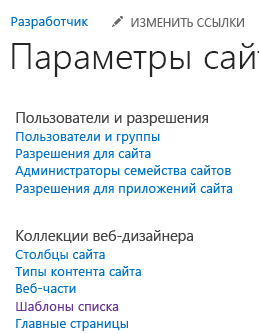 Разработчик ИЗМЕНИТЬ ССЫЛКИ
Параметры сай
Пользователи и разрешения
Пользователи и группы
Разрешения для сайта
Администраторы семейства сайтов
Разрешения для приложений сайта
Коллекции веб-дизайнера
Столбцы сайта
Типы контента сайта
Веб-части
Шаблоны списка
Главные страницы